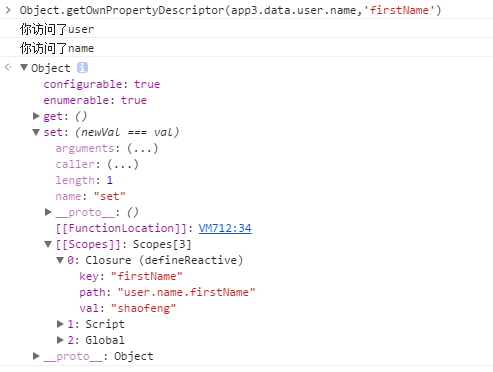 > Object.getOwnPropertyDescriptor(app3.data.user.name,'firstName')
你访问了user
你访问了name
Object i
configurable: true
enumerable: true
get: ()
set: (newVal === val)
arguments: (...)
caller: (...)
length: 1
name: "set"
__proto__: ()
[[FunctionLocation]]: VM712:34
[[Scopes]]: Scopes[3]
0: Closure (defineReactive)
key: "firstName"
path: "user.name.firstName"
val: "shaofeng"
1: Script
2: Global
__proto__: Object